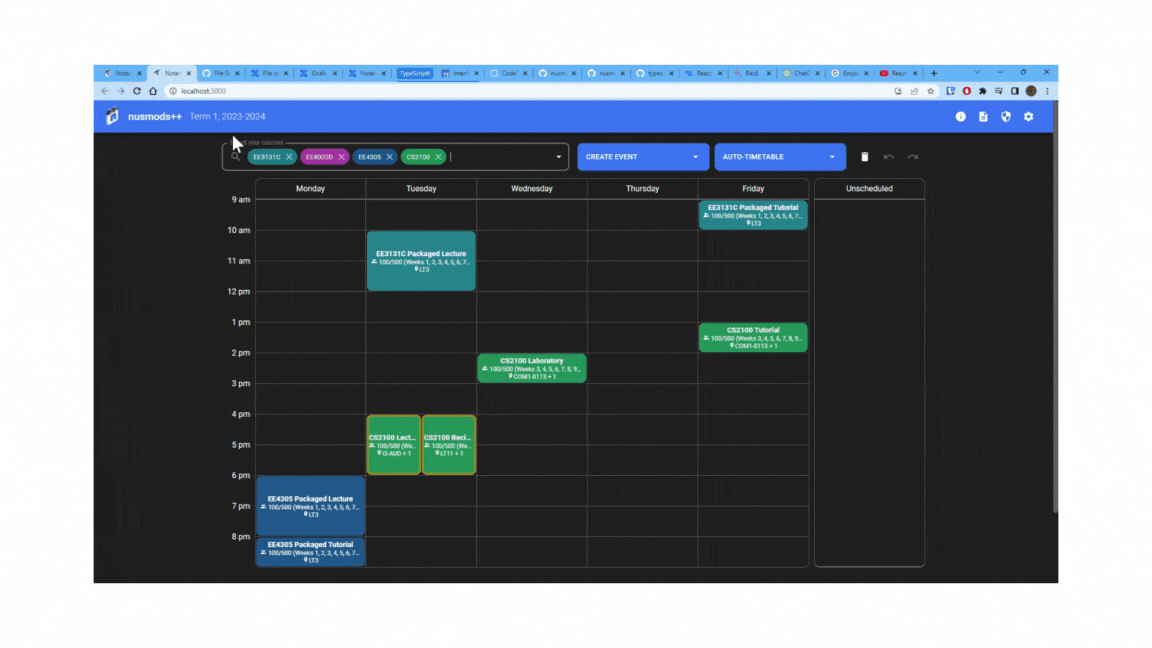 Notan
Notan
File St
File st
Goals
Notan
TypeScript
Interf
Code
nusm
nusm
types
React
Bard
ChatG
Emplo
React
localhost:3000
nusmods++ Term 1, 2023-2024
your courses
EE3131C EE4002D EE4305 CS2100
CREATE EVENT
AUTO-TIMETABLE
Monday Tuesday Wednesday Thursday Friday Unscheduled
9 am
EE3131C Packaged Tutorial
100/500 (Weeks 1, 2, 3, 4, 5, 6, 7...
LT3
10 am
EE3131C Packaged Lecture
100/500 (Weeks 1, 2, 3, 4, 5, 6, 7...
LT3
11 am
12 pm
1 pm
CS2100 Tutorial
100/500 (Weeks 3, 4, 5, 6, 7, 8, 9...
COM1-0113 + 1
2 pm
CS2100 Laboratory
100/500 (Weeks 3, 4, 5, 6, 7, 8, 9...
COM1-0113 + 1
3 pm
4 pm
CS2100 Lect...
100/500 (We...
I3-AUD + 1
CS2100 Reci...
100/500 (We...
LT11 + 1
5 pm
6 pm
EE4305 Packaged Lecture
100/500 (Weeks 1, 2, 3, 4, 5, 6, 7...
LT3
7 pm
8 pm
EE4305 Packaged Tutorial
100/500 (Weeks 1, 2, 3, 4, 5, 6, 7...
LT3